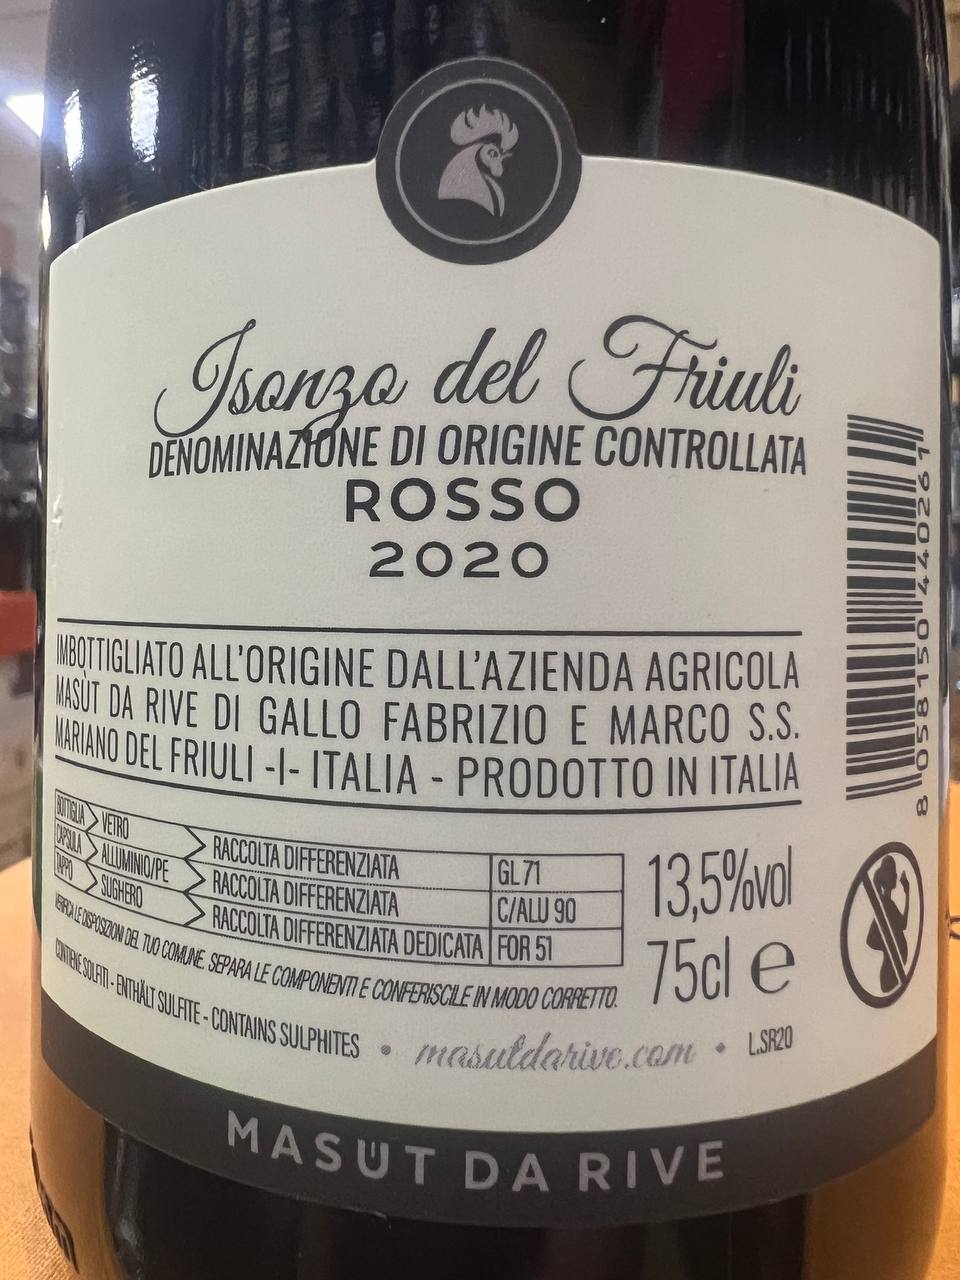 Isonzo del Friuli
DENOMINAZIONE DI ORIGINE CONTROLLATA
ROSSO
2020
IMBOTTIGLIATO ALL'ORIGINE DALL'AZIENDA AGRICOLA
MASÙT DA RIVE DI GALLO FABRIZIO E MARCO S.S.
MARIANO DEL FRIULI -I- ITALIA - PRODOTTO IN ITALIA
BOTTIGLIA VETRO RACCOLTA DIFFERENZIATA GL 71
CAPSULA ALLUMINIO/PE RACCOLTA DIFFERENZIATA C/ALU 90
TAPPO SUGHERO RACCOLTA DIFFERENZIATA DEDICATA FOR 51
VERIFICA LE DISPOSIZIONI DEL TUO COMUNE. SEPARA LE COMPONENTI E CONFERISCILE IN MODO CORRETTO.
13,5%vol
75cl e
CONTIENE SOLFITI - ENTHÄLT SULFITE - CONTAINS SULPHITES • masutdarive.com • L.SR20
8 058150 440261
MASÙT DA RIVE